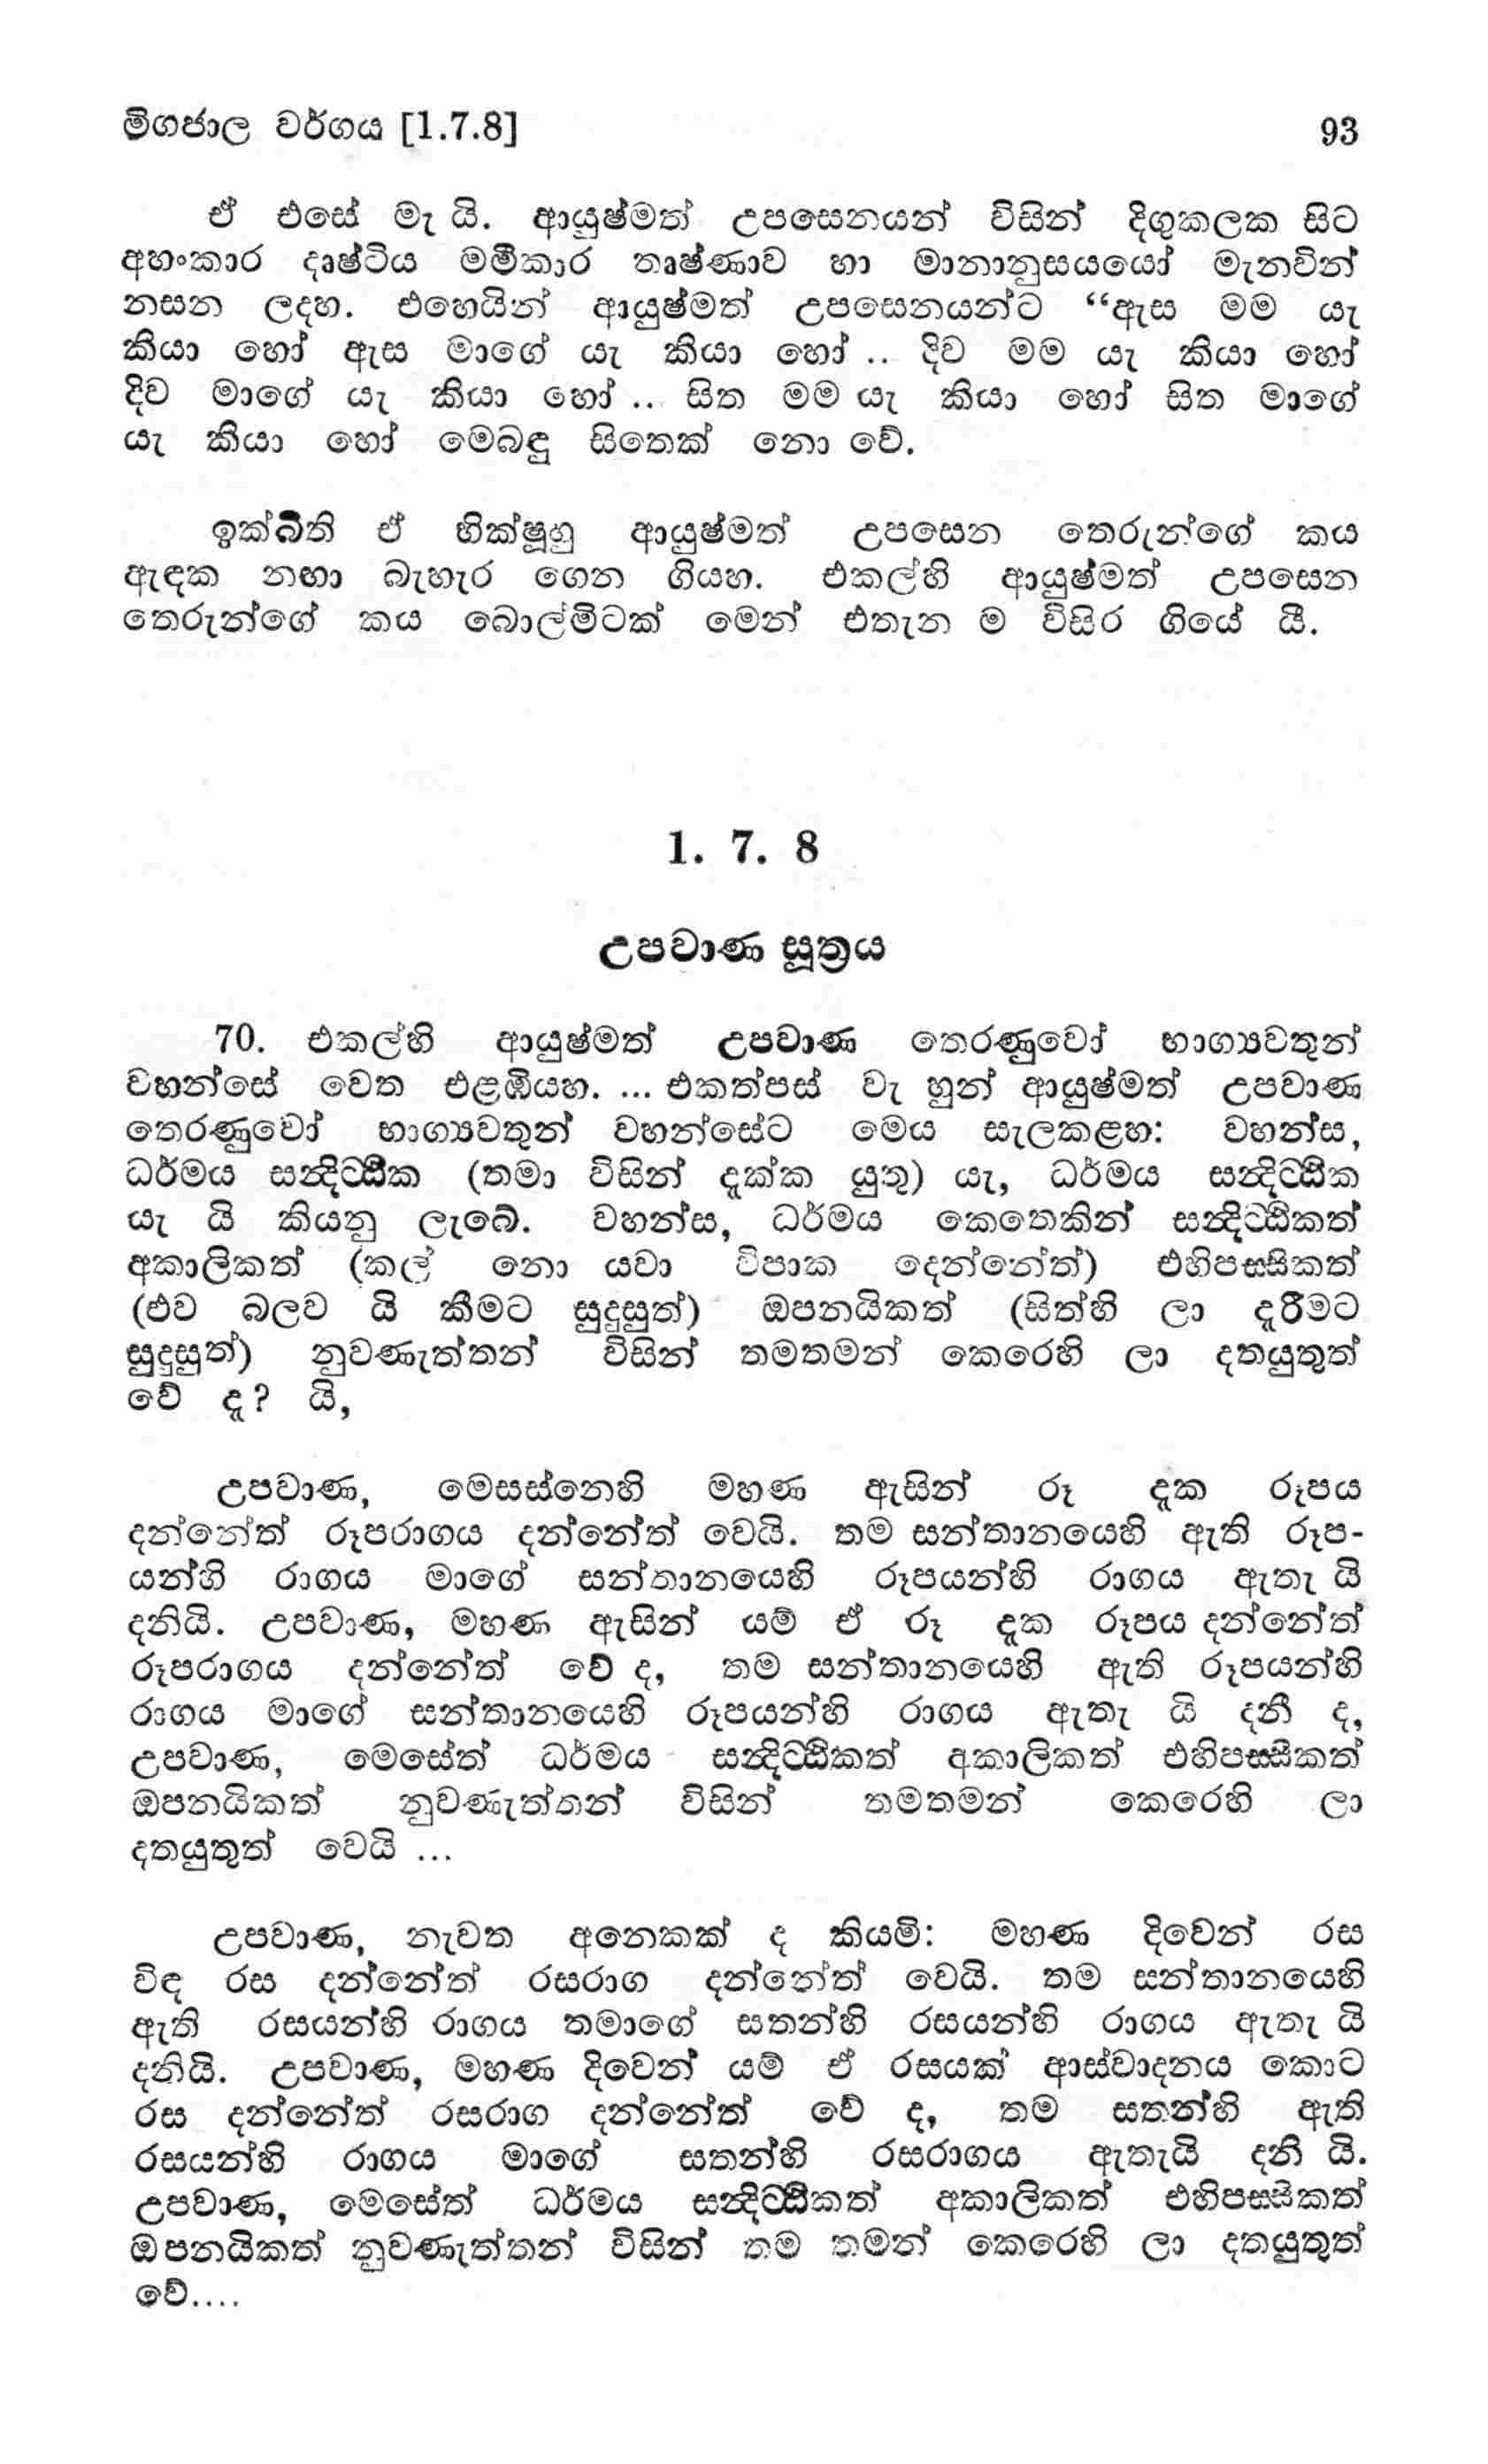 මිගජාල වර්ගය [1.7.8] 93
ඒ එසේ මැ යි. ආයුෂ්මත් උපසෙනයන් විසින් දිගුකලක සිට
අහංකාර දෘෂ්ටිය මමීකාර තෘෂ්ණාව හා මානානුසයයෝ මැනවින්
නසන ලදහ. එහෙයින් ආයුෂ්මත් උපසෙනයන්ට “ඇස මම යැ
කියා හෝ ඇස මාගේ යැ කියා හෝ .. දිව මම යැ කියා හෝ
දිව මාගේ යැ කියා හෝ .. සිත මම යැ කියා හෝ සිත මාගේ
යැ කියා හෝ මෙබඳු සිතෙක් නො වේ.
ඉක්බිති ඒ භික්ෂූහු ආයුෂ්මත් උපසෙන තෙරුන්ගේ කය
ඇඳක නඟා බැහැර ගෙන ගියහ. එකල්හි ආයුෂ්මත් උපසෙන
තෙරුන්ගේ කය බොල්මිටක් මෙන් එතැන ම විසිර ගියේ යී.
1. 7. 8
උපවාණ සූත්‍රය
70. එකල්හි ආයුෂ්මත් උපවාණ තෙරණුවෝ භාග්‍යවතුන්
වහන්සේ වෙත එළඹියහ. ... එකත්පස් වැ හුන් ආයුෂ්මත් උපවාණ
තෙරණුවෝ භාග්‍යවතුන් වහන්සේට මෙය සැලකළහ: වහන්ස,
ධර්මය සන්‍දිට්ඨික (තමා විසින් දැක්ක යුතු) යැ, ධර්මය සන්‍දිට්ඨික
යැ යි කියනු ලැබේ. වහන්ස, ධර්මය කෙතෙකින් සන්‍දිට්ඨිකත්
අකාලිකත් (කල් නො යවා විපාක දෙන්නේත්) එහිපස්සිකත්
(එව බලව යි කීමට සුදුසුත්) ඔපනයිකත් (සිත්හි ලා දැරීමට
සුදුසුත්) නුවණැත්තන් විසින් තමතමන් කෙරෙහි ලා දතයුතුත්
වේ දැ? යි,
උපවාණ, මෙසස්නෙහි මහණ ඇසින් රූ දැක රූපය
දන්නේත් රූපරාගය දන්නේත් වෙයි. තම සන්තානයෙහි ඇති රූප-
යන්හි රාගය මාගේ සන්තානයෙහි රූපයන්හි රාගය ඇතැ යි
දනියි. උපවාණ, මහණ ඇසින් යම් ඒ රූ දැක රූපය දන්නේත්
රූපරාගය දන්නේත් වේ ද, තම සන්තානයෙහි ඇති රූපයන්හි
රාගය මාගේ සන්තානයෙහි රූපයන්හි රාගය ඇතැ යි දනී ද,
උපවාණ, මෙසේත් ධර්මය සන්‍දිට්ඨිකත් අකාලිකත් එහිපස්සිකත්
ඔපනයිකත් නුවණැත්තන් විසින් තමතමන් කෙරෙහි ලා
දතයුතුත් වෙයි ...
උපවාණ, නැවත අනෙකක් ද කියමි: මහණ දිවෙන් රස
විඳ රස දන්නේත් රසරාග දන්නේත් වෙයි. තම සන්තානයෙහි
ඇති රසයන්හි රාගය තමාගේ සතන්හි රසයන්හි රාගය ඇතැ යි
දනියි. උපවාණ, මහණ දිවෙන් යම් ඒ රසයක් ආස්වාදනය කොට
රස දන්නේත් රසරාග දන්නේත් වේ ද, තම සතන්හි ඇති
රසයන්හි රාගය මාගේ සතන්හි රසරාගය ඇතැයි දනී යි.
උපවාණ, මෙසේත් ධර්මය සන්‍දිට්ඨිකත් අකාලිකත් එහිපස්සිකත්
ඔපනයිකත් නුවණැත්තන් විසින් තම තමන් කෙරෙහි ලා දතයුතුත්
වේ....